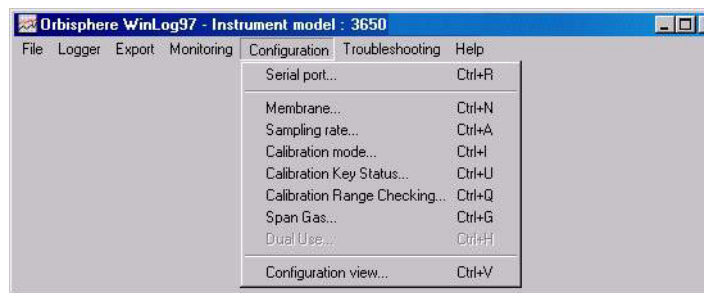 Orbisphere WinLog97 - Instrument model : 3650
File Logger Export Monitoring Configuration Troubleshooting Help
Serial port... Ctrl+R
Membrane... Ctrl+N
Sampling rate... Ctrl+A
Calibration mode... Ctrl+I
Calibration Key Status... Ctrl+U
Calibration Range Checking... Ctrl+Q
Span Gas... Ctrl+G
Dual Use... Ctrl+H
Configuration view... Ctrl+V